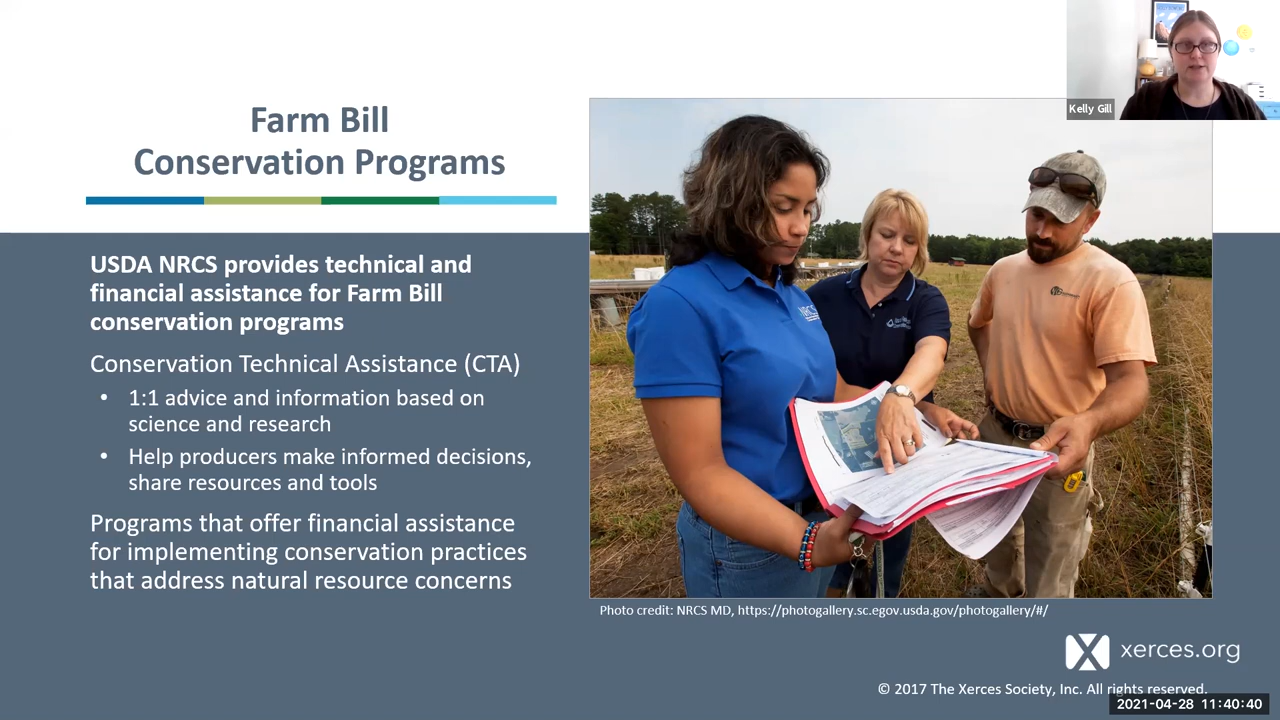 Kelly Gill
Farm Bill
Conservation Programs
USDA NRCS provides technical and
financial assistance for Farm Bill
conservation programs
Conservation Technical Assistance (CTA)
• 1:1 advice and information based on
science and research
• Help producers make informed decisions,
share resources and tools
Programs that offer financial assistance
for implementing conservation practices
that address natural resource concerns
NRCS
Photo credit: NRCS MD, https://photogallery.sc.egov.usda.gov/photogallery/#/
xerces.org
© 2017 The Xerces Society, Inc. All rights reserved.
2021-04-28 11:40:40